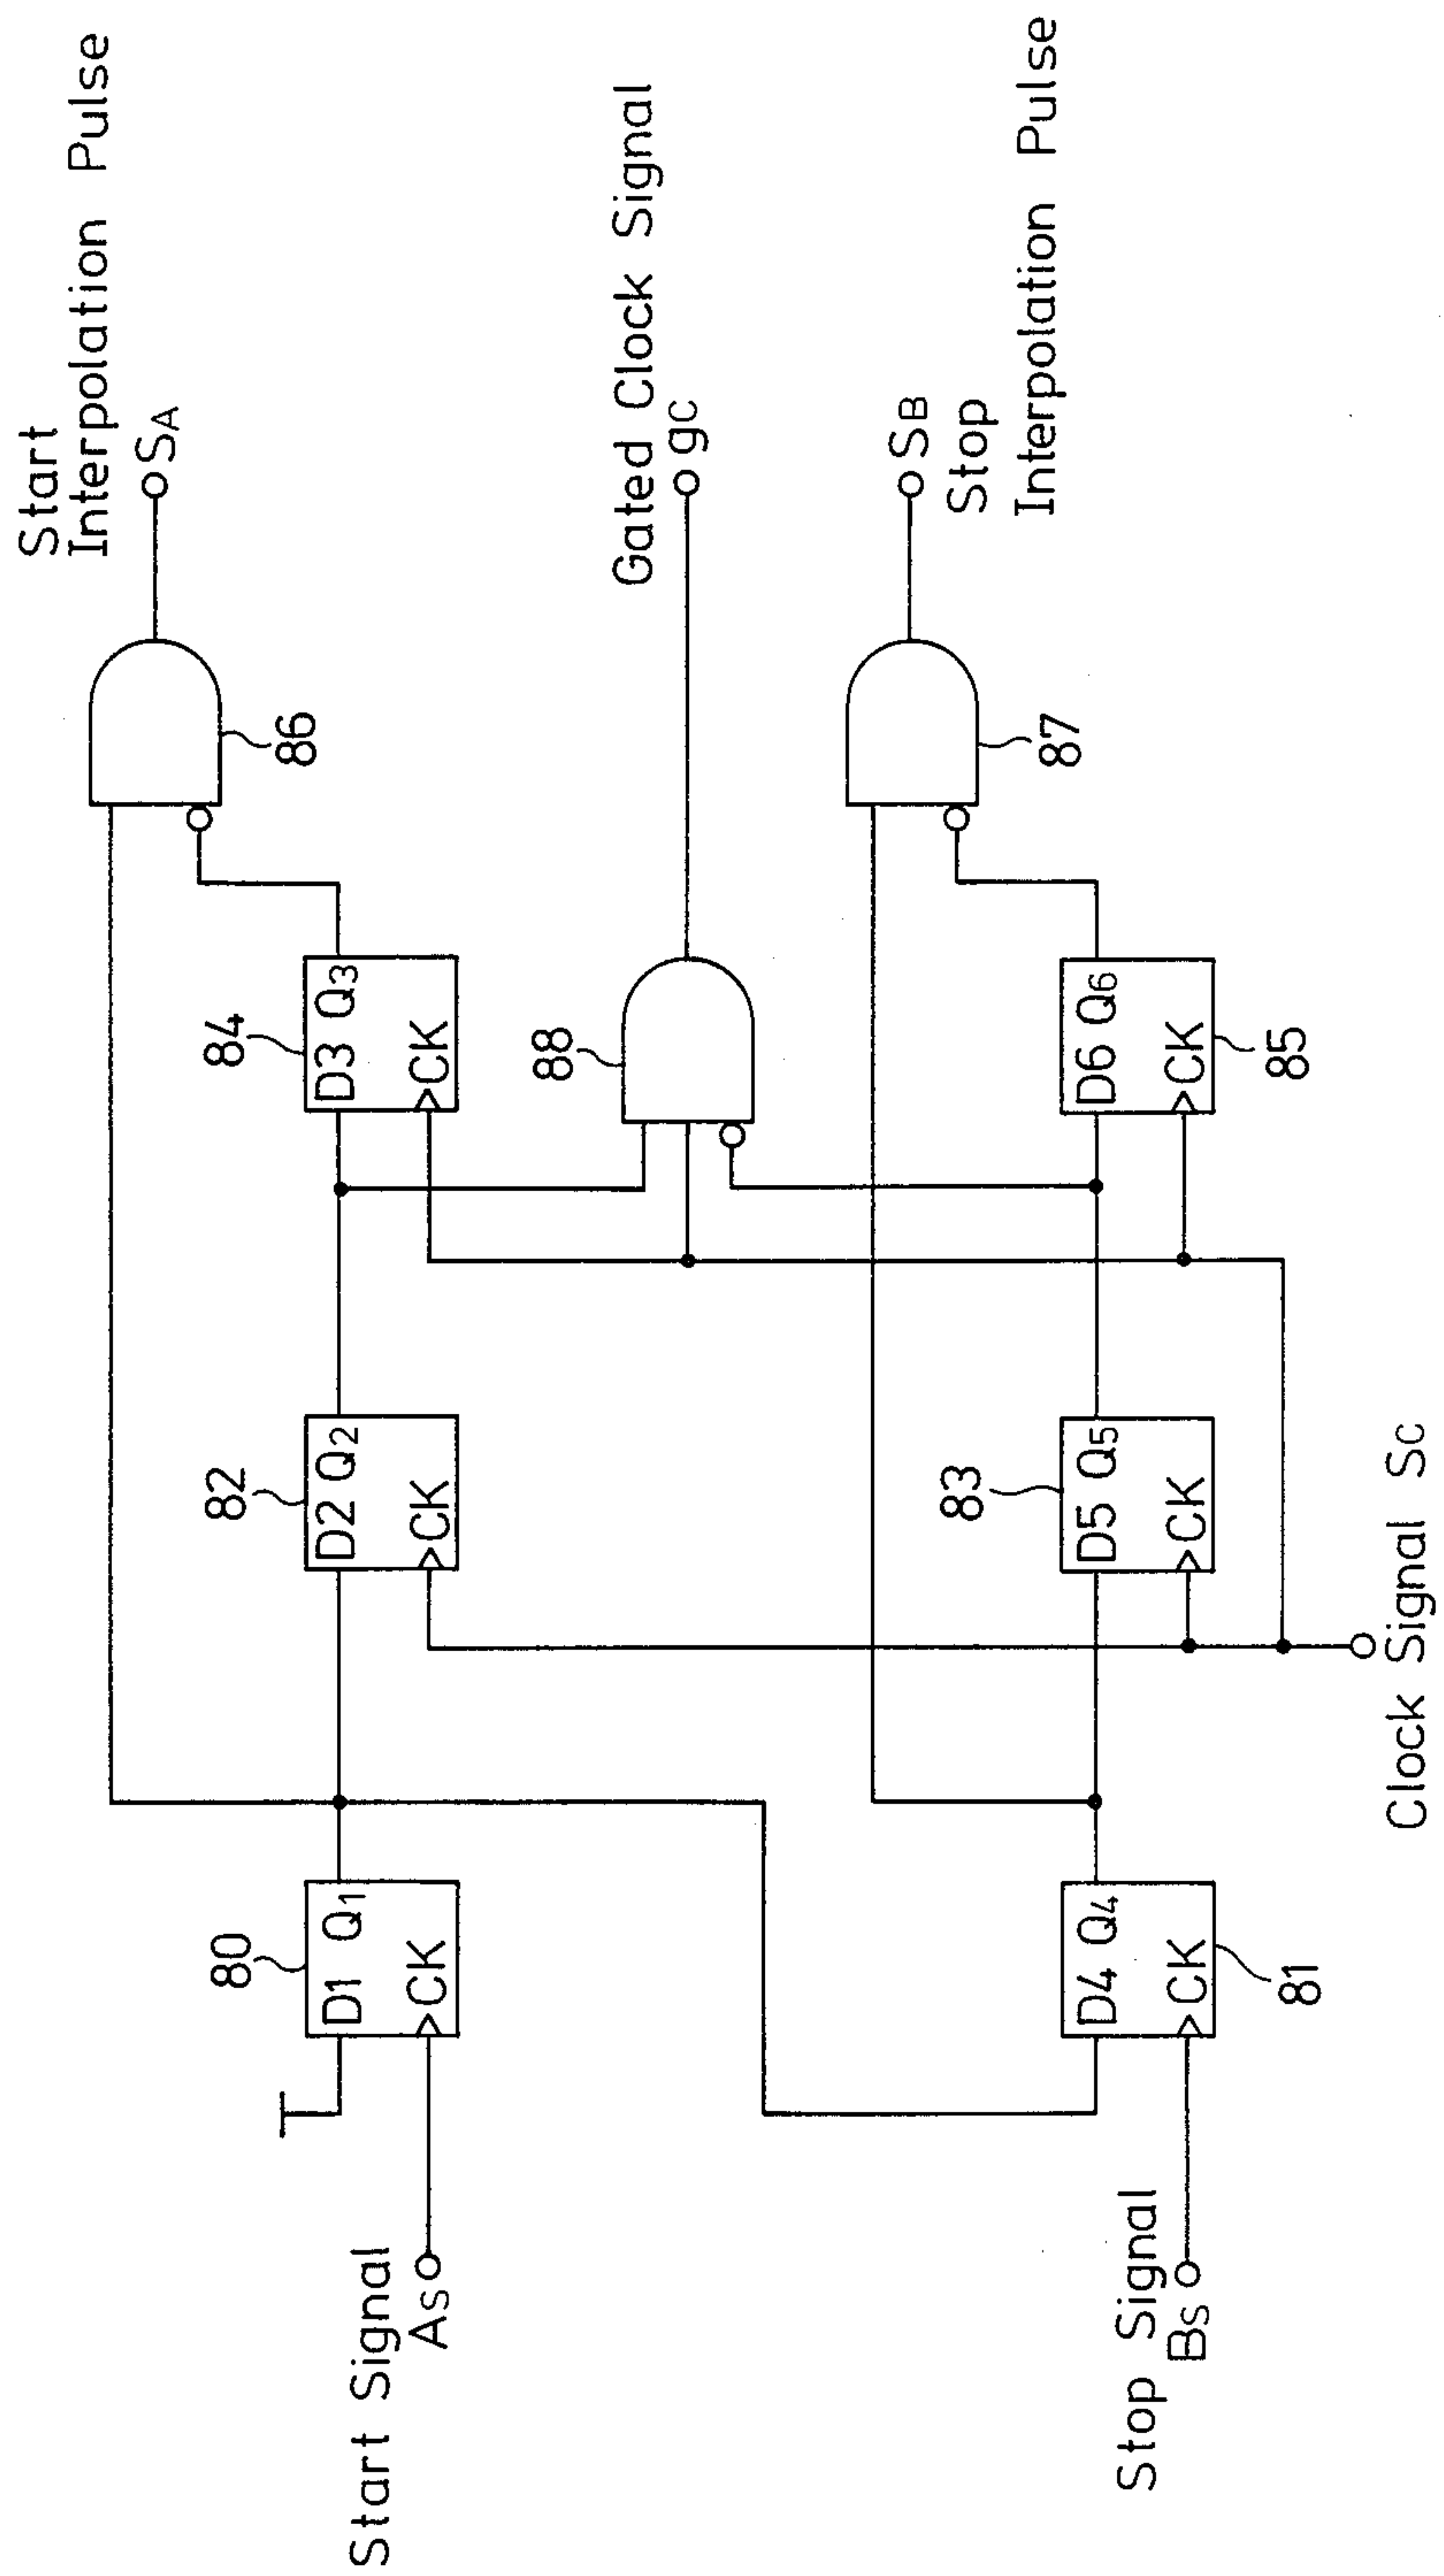 Start
Interpolation Pulse
SA
86
84
D3 Q3
CK
82
D2 Q2
CK
80
D1 Q1
CK
Start Signal
AS
Gated Clock Signal
gC
88
SB
Stop
Interpolation Pulse
87
D6 Q6
CK
85
83
D5 Q5
CK
D4 Q4
CK
81
Stop Signal
BS
Clock Signal SC